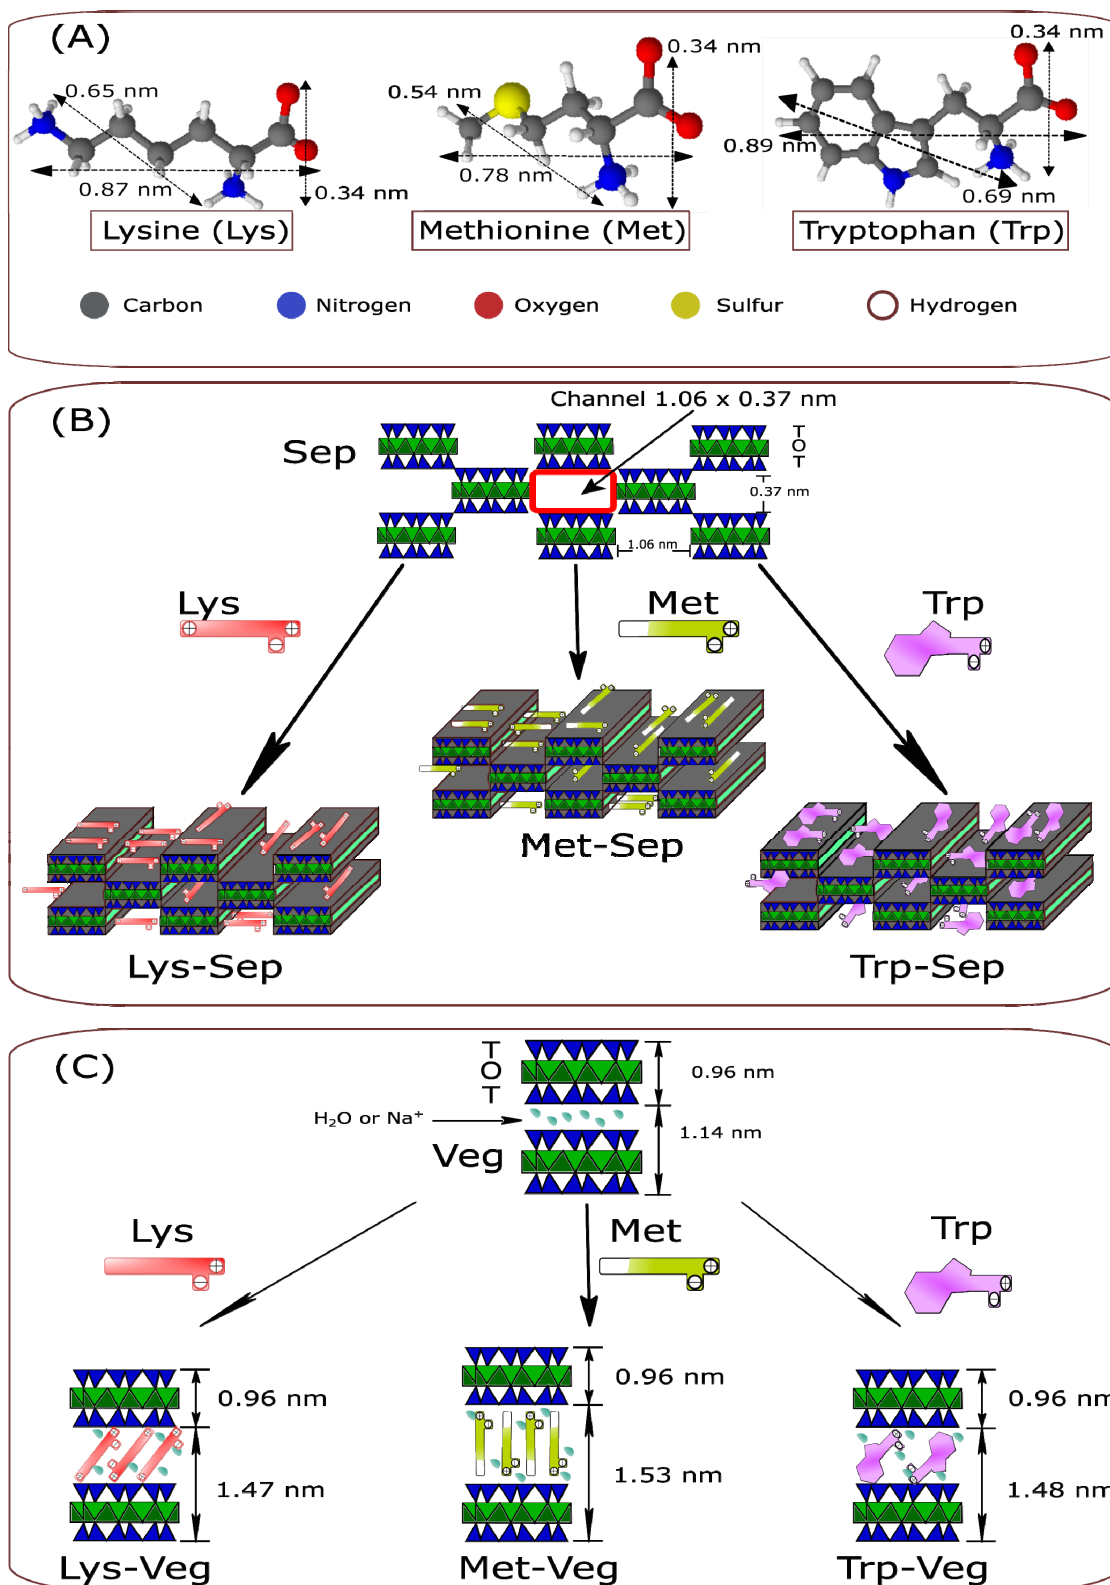 (A)
0.65 nm
0.87 nm
0.34 nm
Lysine (Lys)
0.54 nm
0.34 nm
0.78 nm
Methionine (Met)
0.34 nm
0.89 nm
0.69 nm
Tryptophan (Trp)
Carbon
Nitrogen
Oxygen
Sulfur
Hydrogen
(B)
Channel 1.06 x 0.37 nm
Sep
T
O
T
0.37 nm
1.06 nm
Lys
Met
Trp
Met-Sep
Lys-Sep
Trp-Sep
(C)
T
O
T
0.96 nm
H₂O or Na⁺
1.14 nm
Veg
Lys
Met
Trp
0.96 nm
1.47 nm
Lys-Veg
0.96 nm
1.53 nm
Met-Veg
0.96 nm
1.48 nm
Trp-Veg